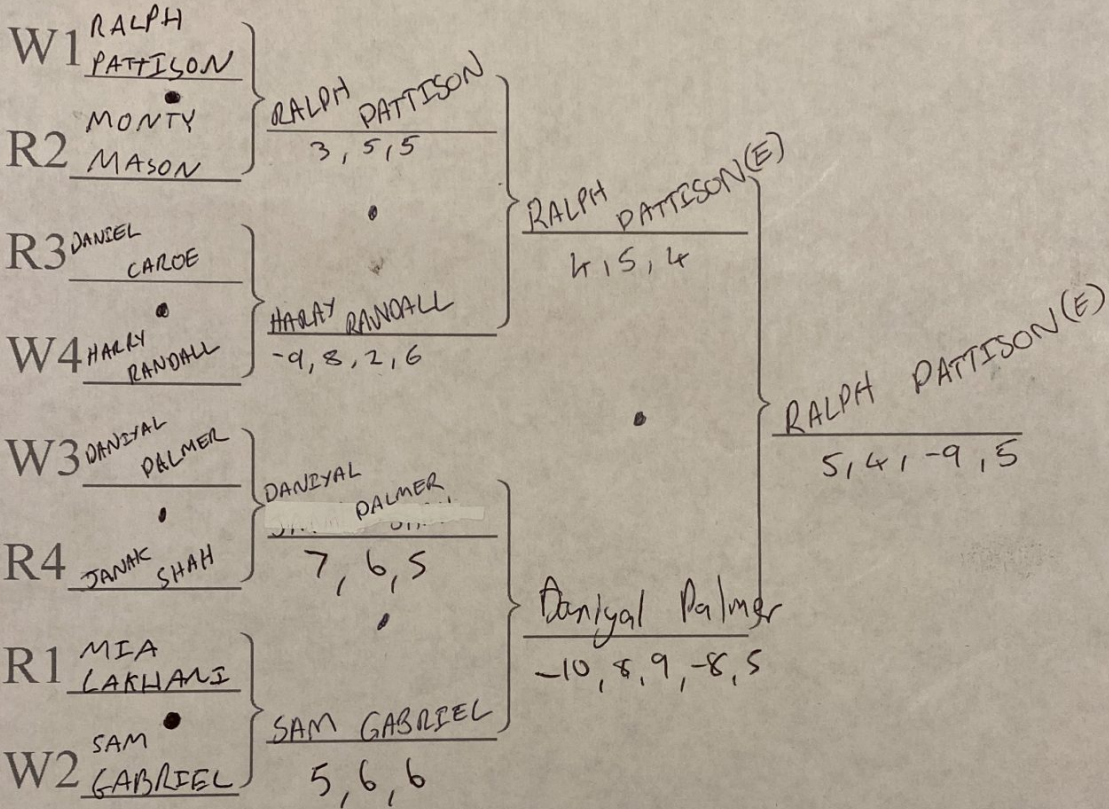 W1 RALPH
PATTISON
R2 MONTY
MASON
R3 DANIEL
CAROE
W4 HARRY
RANDALL
W3 DANIYAL
PALMER
R4 JANAK SHAH
R1 MIA
LAKHANI
W2 SAM
GABRIEL
RALPH PATTISON
3, 5, 5
HARRY RANDALL
-9, 8, 2, 6
DANIYAL
PALMER
7, 6, 5
SAM GABRIEL
5, 6, 6
RALPH PATTISON(E)
4, 5, 4
Daniyal Palmer
-10, 8, 9, -8, 5
RALPH PATTISON(E)
5, 4, -9, 5